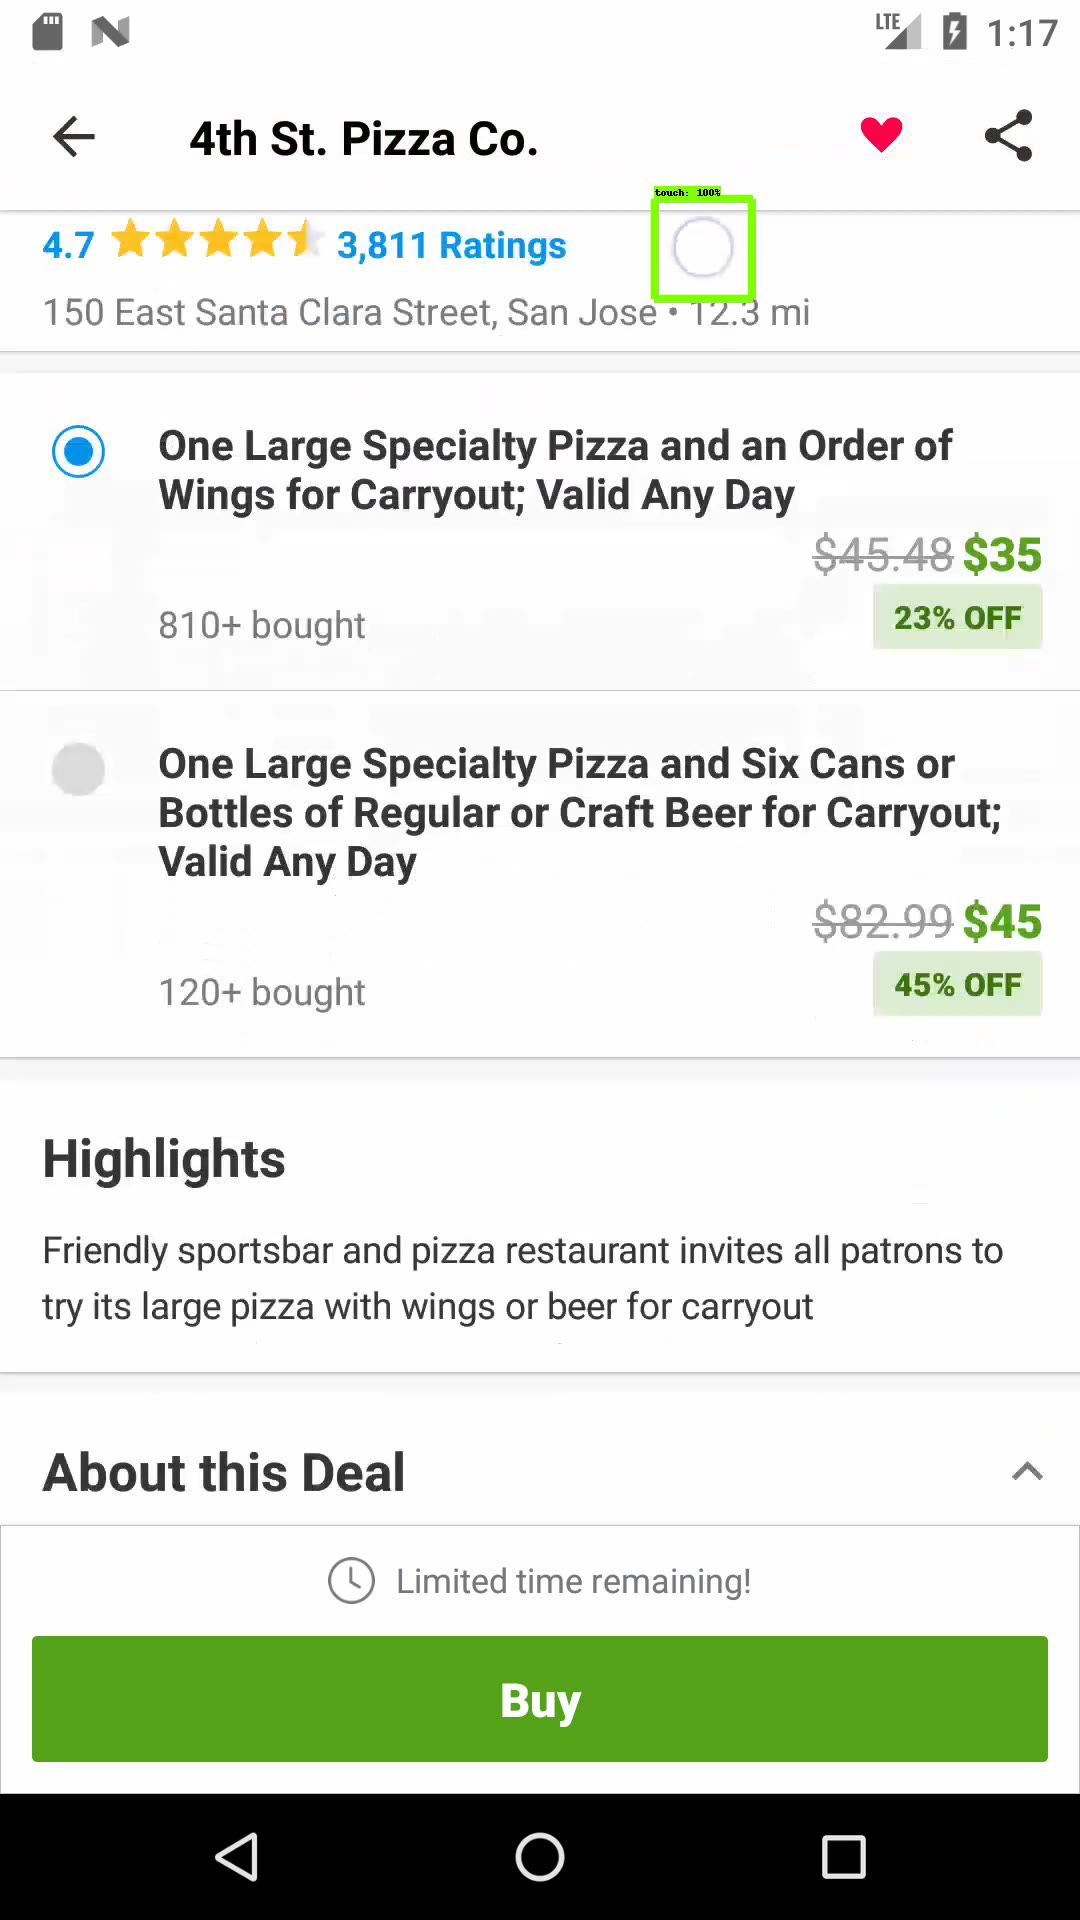 LTE 1:17
4th St. Pizza Co.
touch: 100%
4.7 3,811 Ratings
150 East Santa Clara Street, San Jose • 12.3 mi
One Large Specialty Pizza and an Order of
Wings for Carryout; Valid Any Day
$45.48 $35
810+ bought
23% OFF
One Large Specialty Pizza and Six Cans or
Bottles of Regular or Craft Beer for Carryout;
Valid Any Day
$82.99 $45
120+ bought
45% OFF
Highlights
Friendly sportsbar and pizza restaurant invites all patrons to
try its large pizza with wings or beer for carryout
About this Deal
Limited time remaining!
Buy